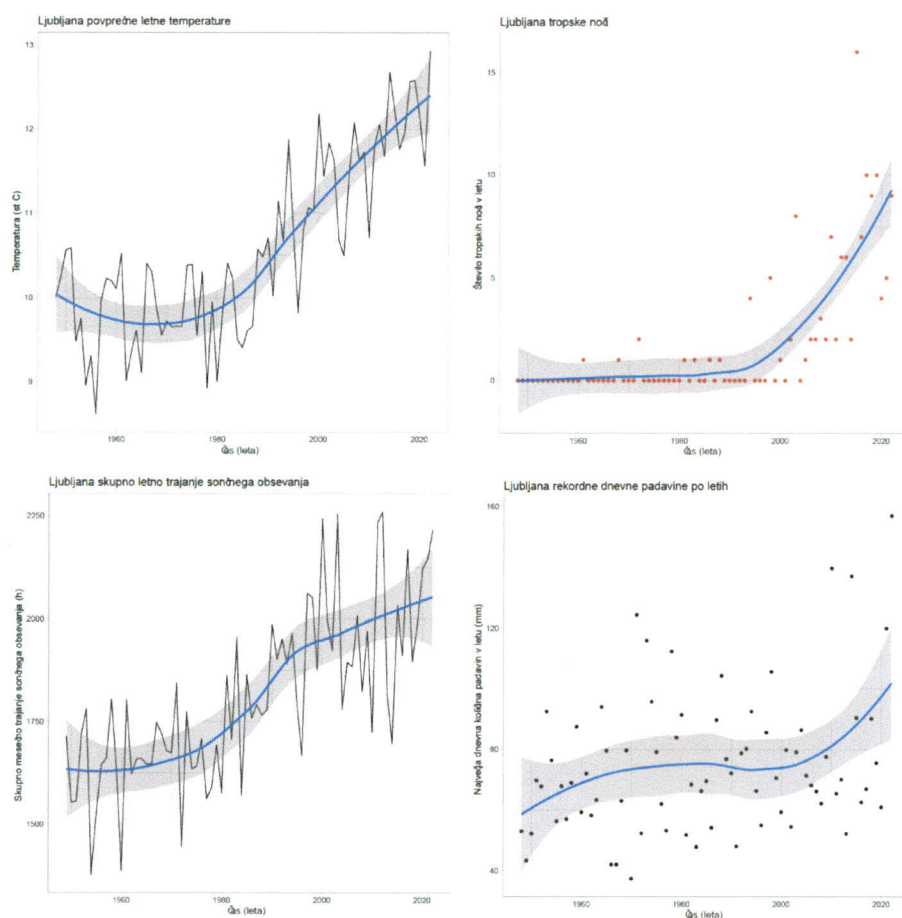 Ljubljana povprečne letne temperature
13
12
11
10
9
Temperatura (st C)
1960
1980
2000
2020
Čas (leta)
Ljubljana tropske noči
15
10
5
0
Število tropskih noči v letu
1960
1980
2000
2020
Čas (leta)
Ljubljana skupno letno trajanje sončnega obsevanja
2250
2000
1750
1500
Skupno mesečno trajanje sončnega obsevanja (h)
1960
1980
2000
2020
Čas (leta)
Ljubljana rekordne dnevne padavine po letih
160
120
80
40
Največja dnevna količina padavin v letu (mm)
1960
1980
2000
2020
Čas (leta)